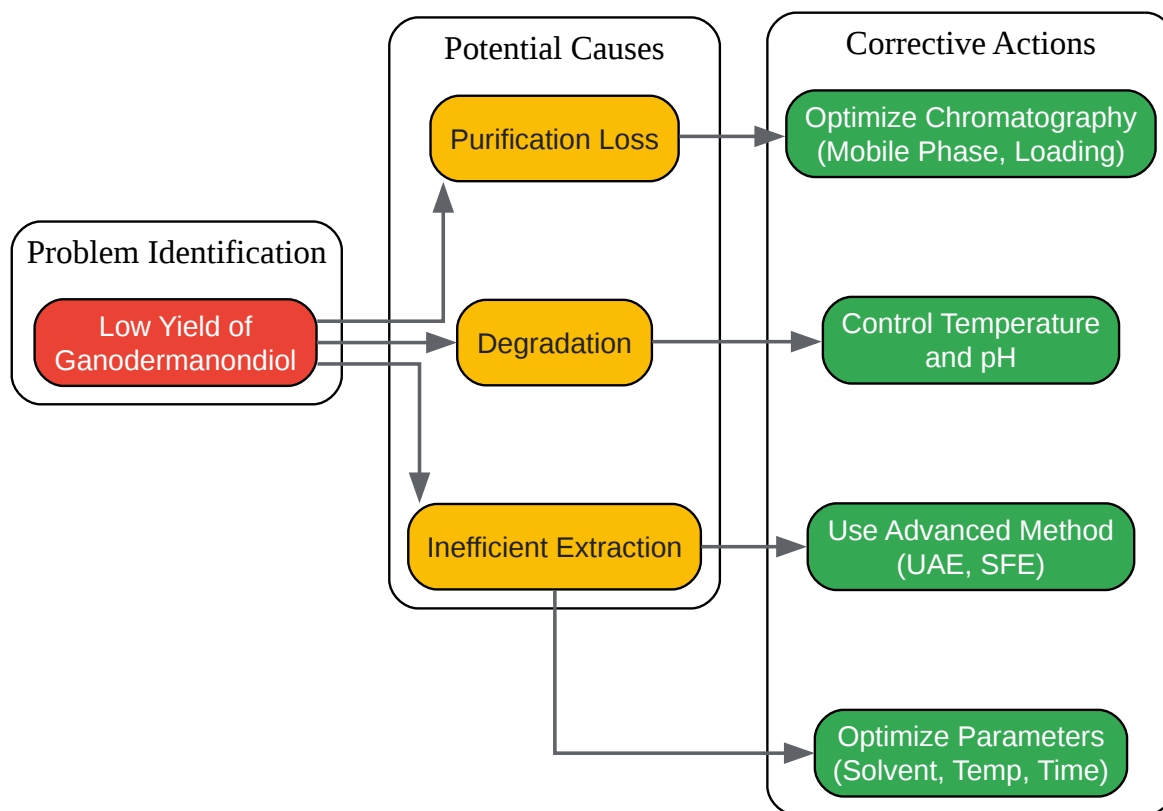 Problem Identification
Low Yield of
Ganodermanondiol
Potential Causes
Purification Loss
Degradation
Inefficient Extraction
Corrective Actions
Optimize Chromatography
(Mobile Phase, Loading)
Control Temperature
and pH
Use Advanced Method
(UAE, SFE)
Optimize Parameters
(Solvent, Temp, Time)